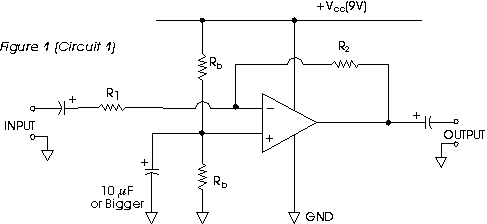 +Vcc(9V)
Figure 1 (Circuit 1)
Rb
R2
R1
+
−
+
INPUT
+
OUTPUT
+
Rb
10 µF
or Bigger
GND